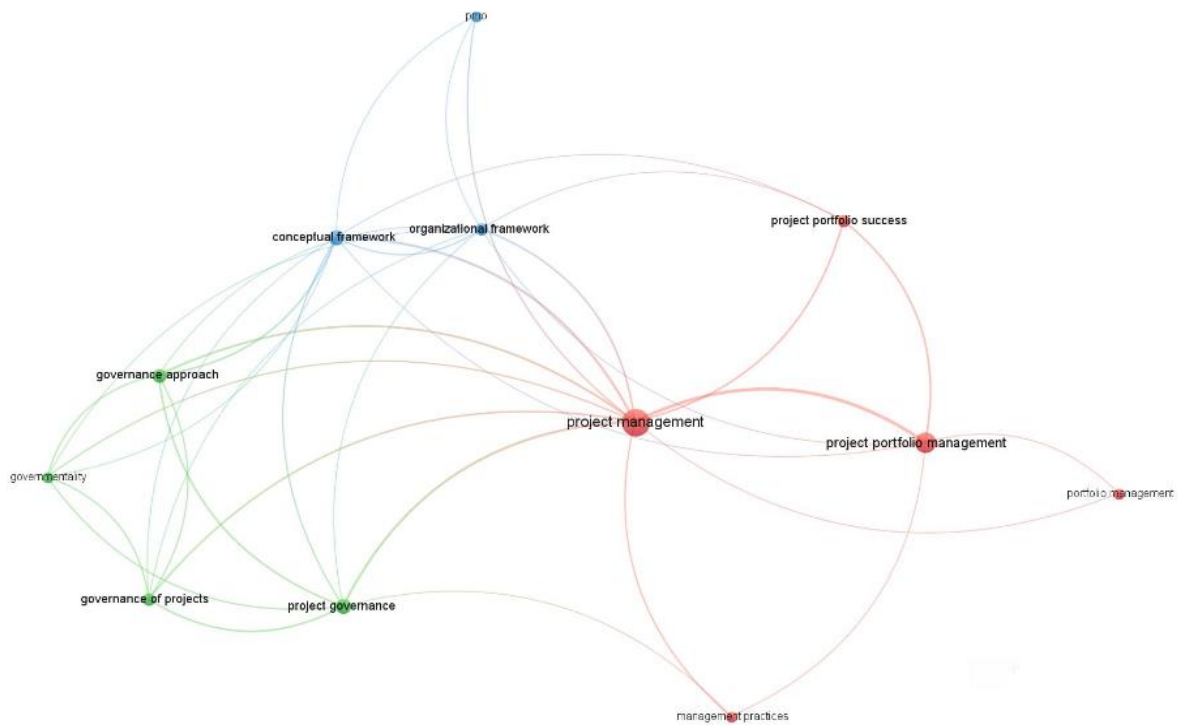 pmo
project portfolio success
organizational framework
conceptual framework
governance approach
project management
project portfolio management
governmentality
portfolio management
governance of projects
project governance
management practices